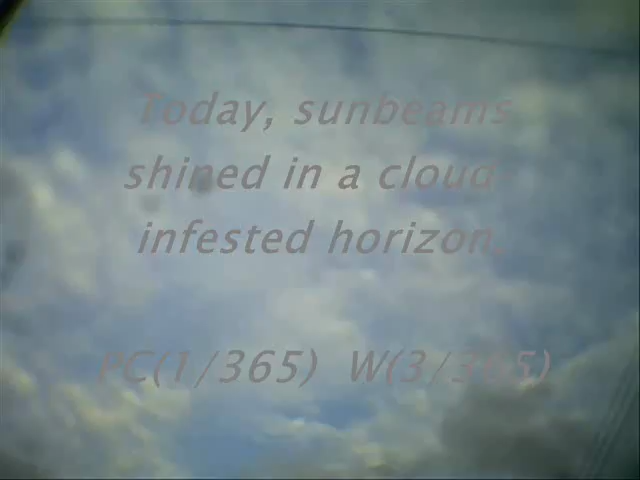 Today, sunbeams
shined in a cloud-
infested horizon.
PC(1/365) W(3/365)